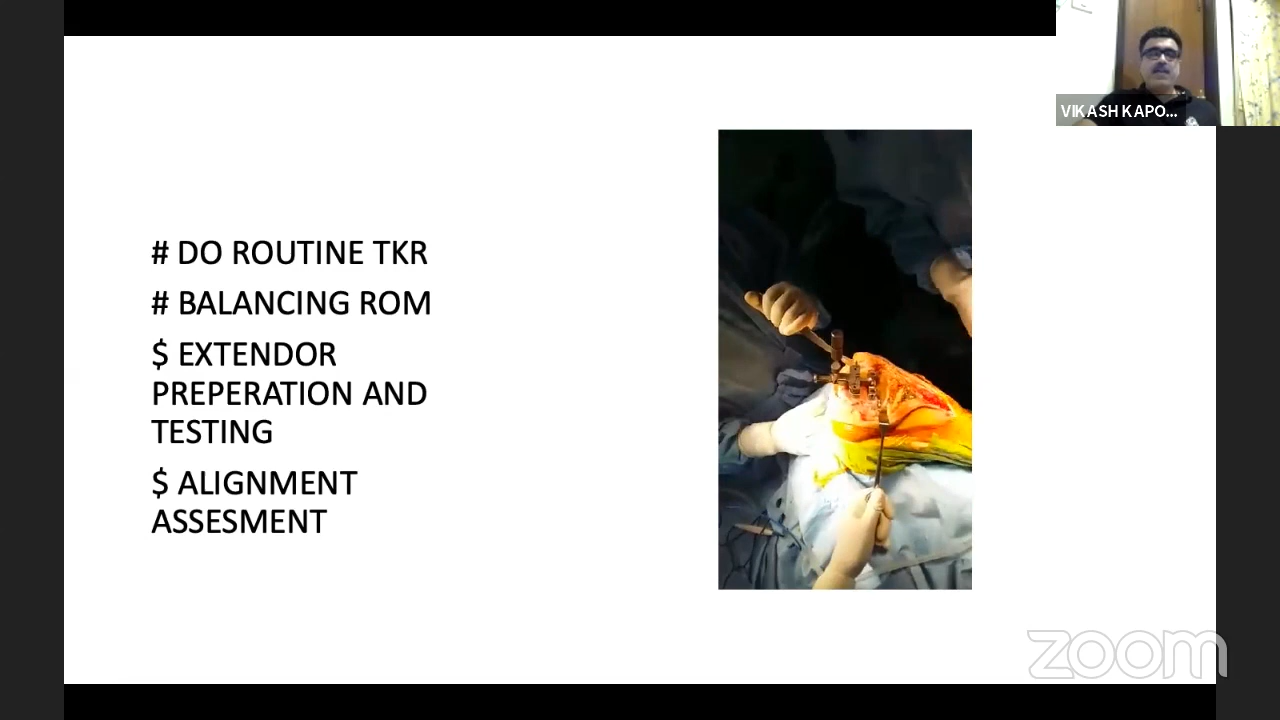 VIKASH KAPO...
# DO ROUTINE TKR
# BALANCING ROM
$ EXTENDOR
PREPERATION AND
TESTING
$ ALIGNMENT
ASSESMENT
zoom